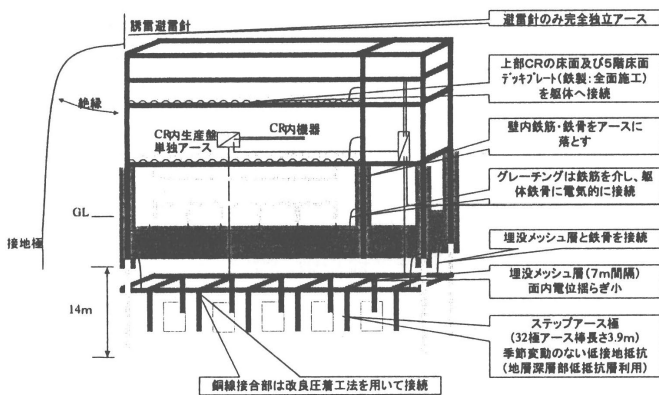 誘雷避雷針
避雷針のみ完全独立アース
上部CRの床面及び5階床面
デッキプレート(鉄製:全面施工)
を躯体へ接続
絶縁
CR内生産盤
単独アース
CR内機器
壁内鉄筋・鉄骨をアースに
落とす
グレーチングは鉄筋を介し、躯
体鉄骨に電気的に接続
GL
接地極
埋没メッシュ層と鉄骨を接続
埋没メッシュ層(7m間隔)
面内電位揺らぎ小
14m
ステップアース極
(32極アース棒長さ3.9m)
季節変動のない低接地抵抗
(地層深層部低抵抗層利用)
銅線接合部は改良圧着工法を用いて接続